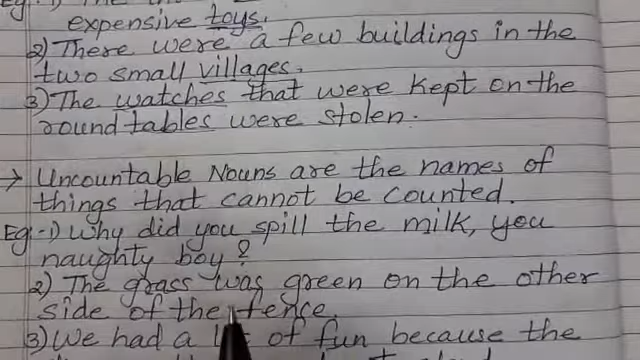 expensive toys.
2) There were a few buildings in the
two small villages.
3) The watches that were kept on the
round tables were stolen.
→ Uncountable Nouns are the names of
things that cannot be counted.
Eg:-1) Why did you spill the milk, you
naughty boy?
2) The grass was green on the other
side of the fence.
3) We had a of fun because the